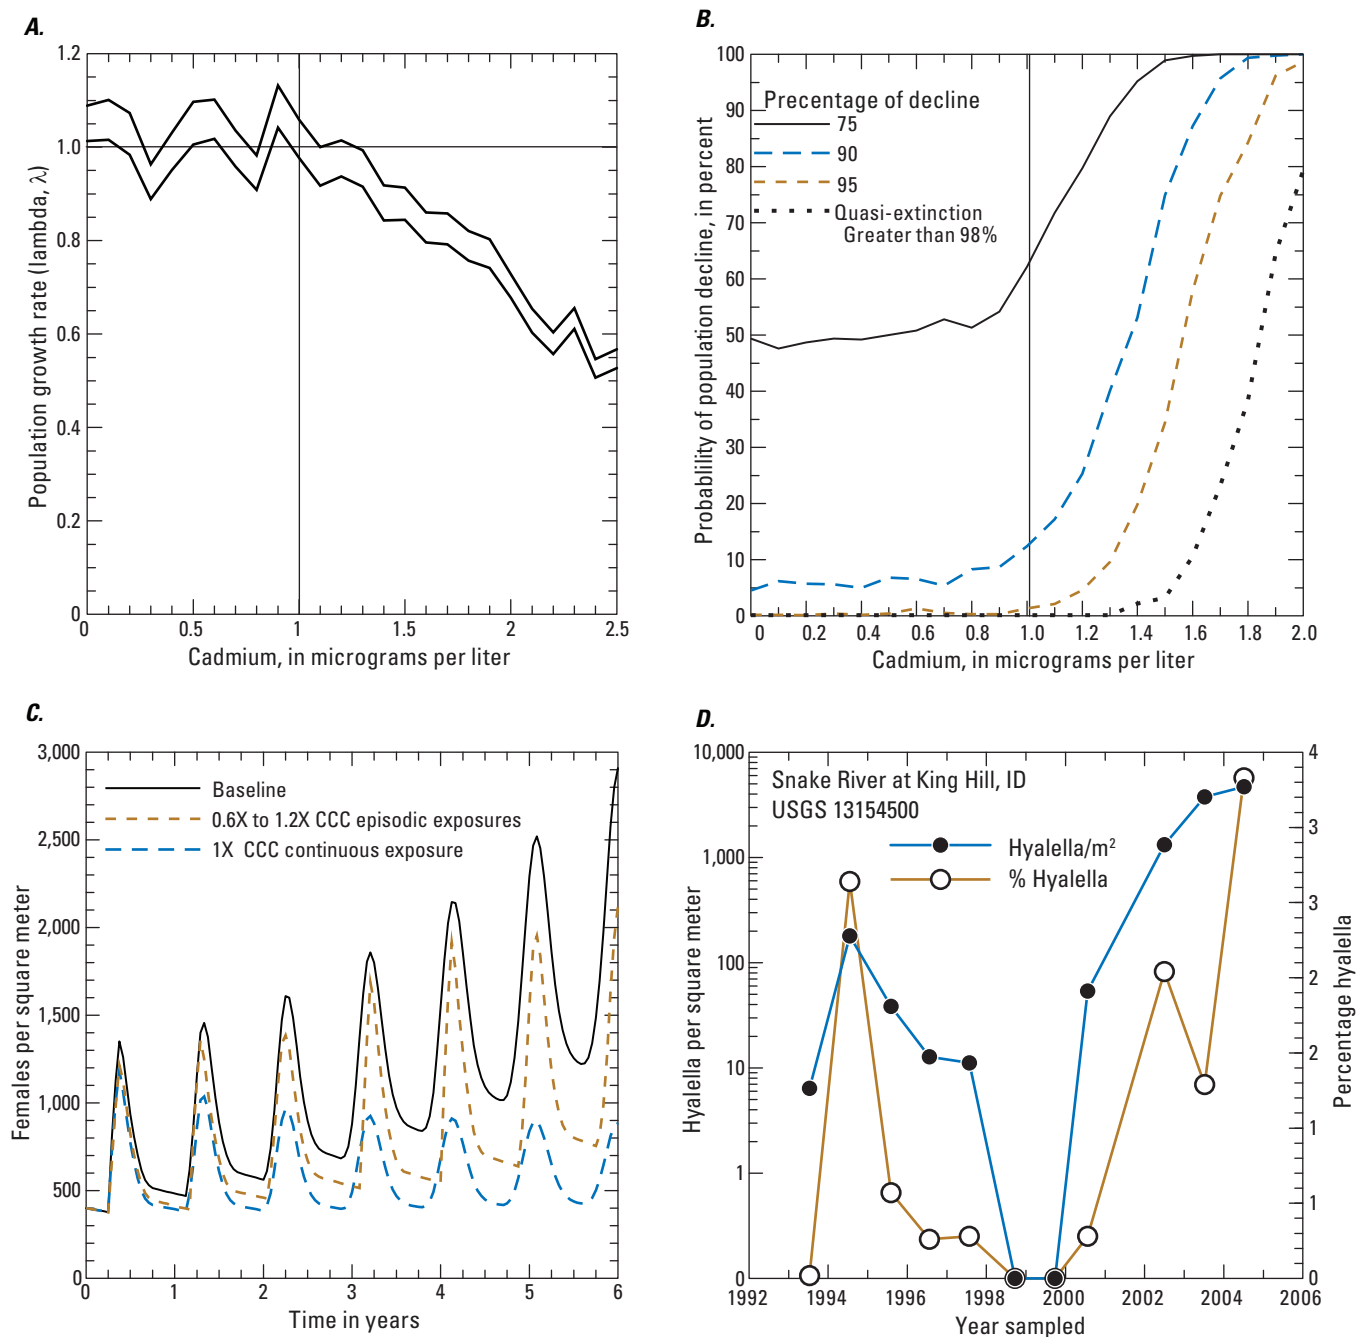 A.
1.2
1.0
0.8
0.6
0.4
0.2
0
Population growth rate (lambda, λ)
0 0.5 1 1.5 2 2.5
Cadmium, in micrograms per liter
B.
100
90
80
70
60
50
40
30
20
10
0
Probablility of population decline, in percent
Precentage of decline
75
90
95
Quasi-extinction
Greater than 98%
0 0.2 0.4 0.6 0.8 1.0 1.2 1.4 1.6 1.8 2.0
Cadmium, in micrograms per liter
C.
3,000
2,500
2,000
1,500
1,000
500
0
Females per square meter
Baseline
0.6X to 1.2X CCC episodic exposures
1X CCC continuous exposure
0 1 2 3 4 5 6
Time in years
D.
10,000
1,000
100
10
1
0
Hyalella per square meter
Snake River at King Hill, ID
USGS 13154500
Hyalella/m²
% Hyalella
4
3
3
2
2
1
1
0
Percentage hyalella
1992 1994 1996 1998 2000 2002 2004 2006
Year sampled